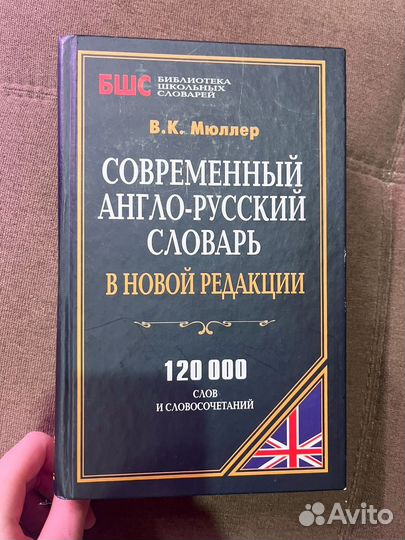 БШС
БИБЛИОТЕКА
ШКОЛЬНЫХ
СЛОВАРЕЙ
В.К. Мюллер
СОВРЕМЕННЫЙ
АНГЛО-РУССКИЙ
СЛОВАРЬ
В НОВОЙ РЕДАКЦИИ
120 000
СЛОВ
И СЛОВОСОЧЕТАНИЙ
Avito